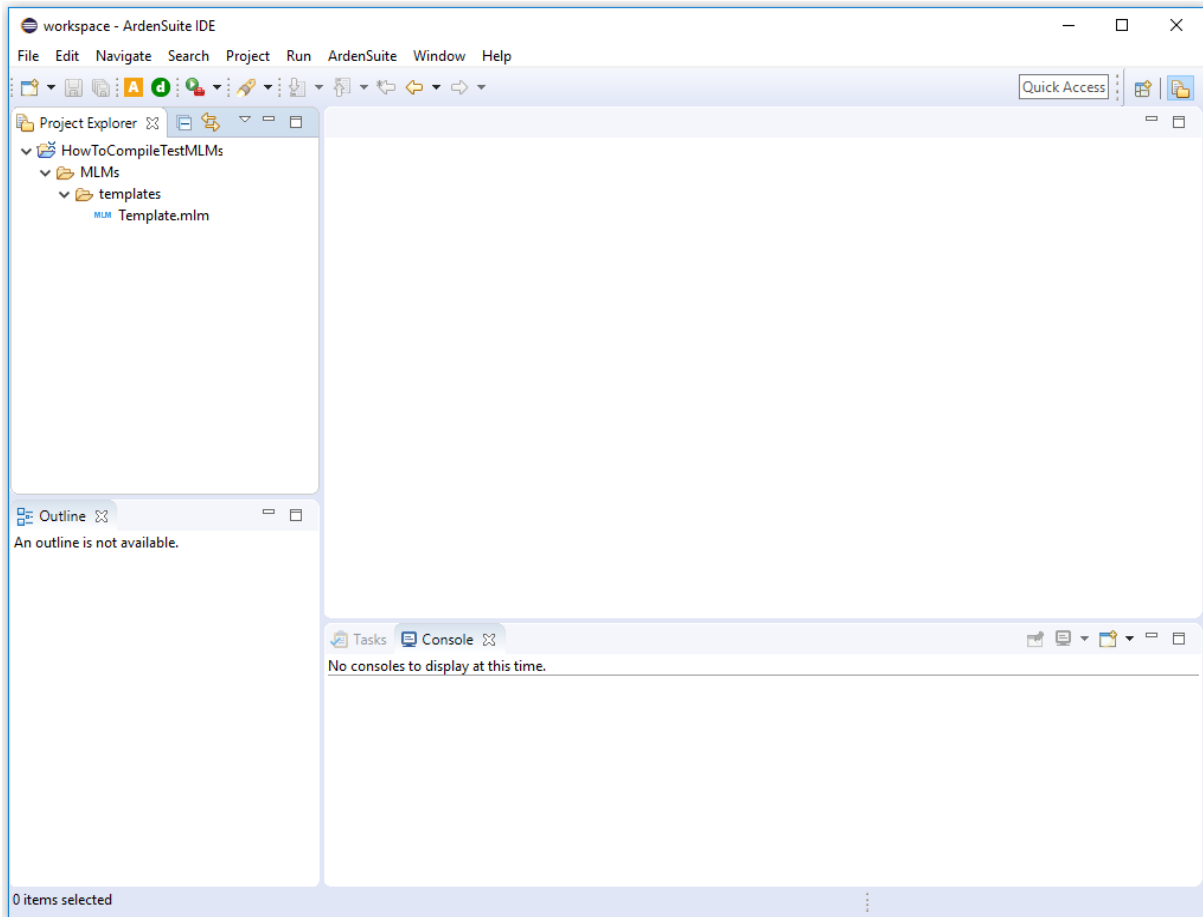 workspace - ArdenSuite IDE
File Edit Navigate Search Project Run ArdenSuite Window Help
A d
Quick Access
Project Explorer
HowToCompileTestMLMs
MLMs
templates
MLM Template.mlm
Outline
An outline is not available.
Tasks Console
No consoles to display at this time.
0 items selected